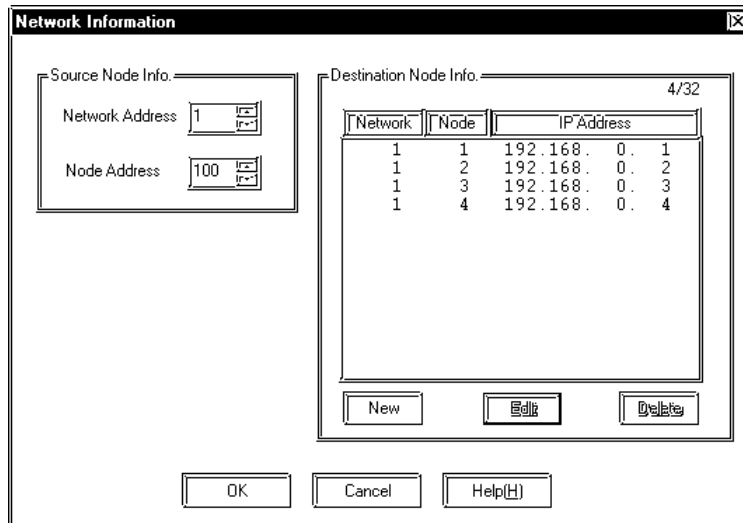 Network Information
Source Node Info.
Network Address 1
Node Address 100
Destination Node Info.
4/32
Network Node IP Address
1 1 192.168. 0. 1
1 2 192.168. 0. 2
1 3 192.168. 0. 3
1 4 192.168. 0. 4
New Edit Delete
OK Cancel Help(H)